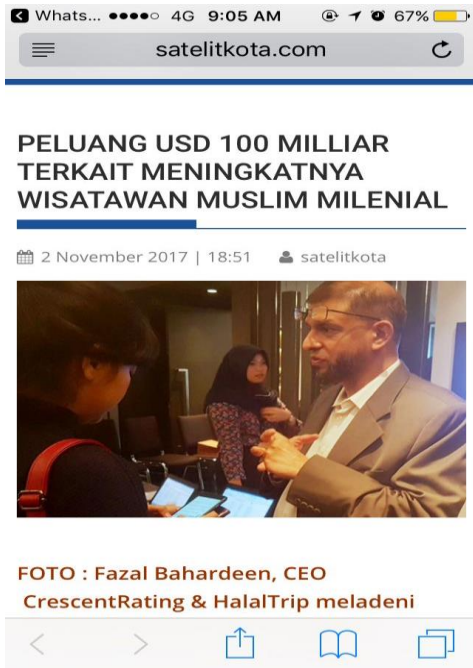 Whats... 4G 9:05 AM 67%
satelitkota.com
PELUANG USD 100 MILLIAR
TERKAIT MENINGKATNYA
WISATAWAN MUSLIM MILENIAL
2 November 2017 | 18:51 satelitkota
FOTO : Fazal Bahardeen, CEO
CrescentRating & HalalTrip meladeni